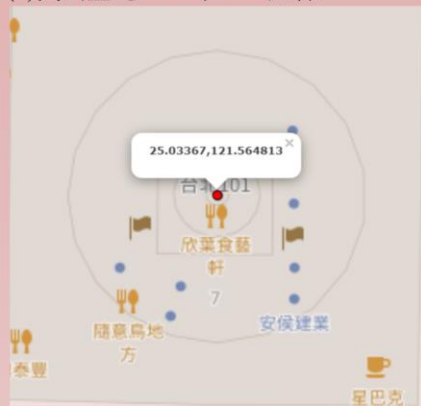 25.03367,121.564813
×
台北101
欣葉食藝
軒
7
隨意鳥地
方
安侯建業
泰豐
星巴克